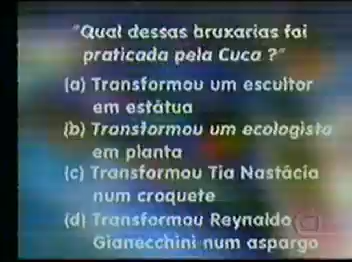 "Qual dessas bruxarias foi
praticada pela Cuca ?"
(a) Transformou um escultor
em estátua
(b) Transformou um ecologista
em planta
(c) Transformou Tia Nastácia
num croquete
(d) Transformou Reynaldo
Gianecchini num aspargo